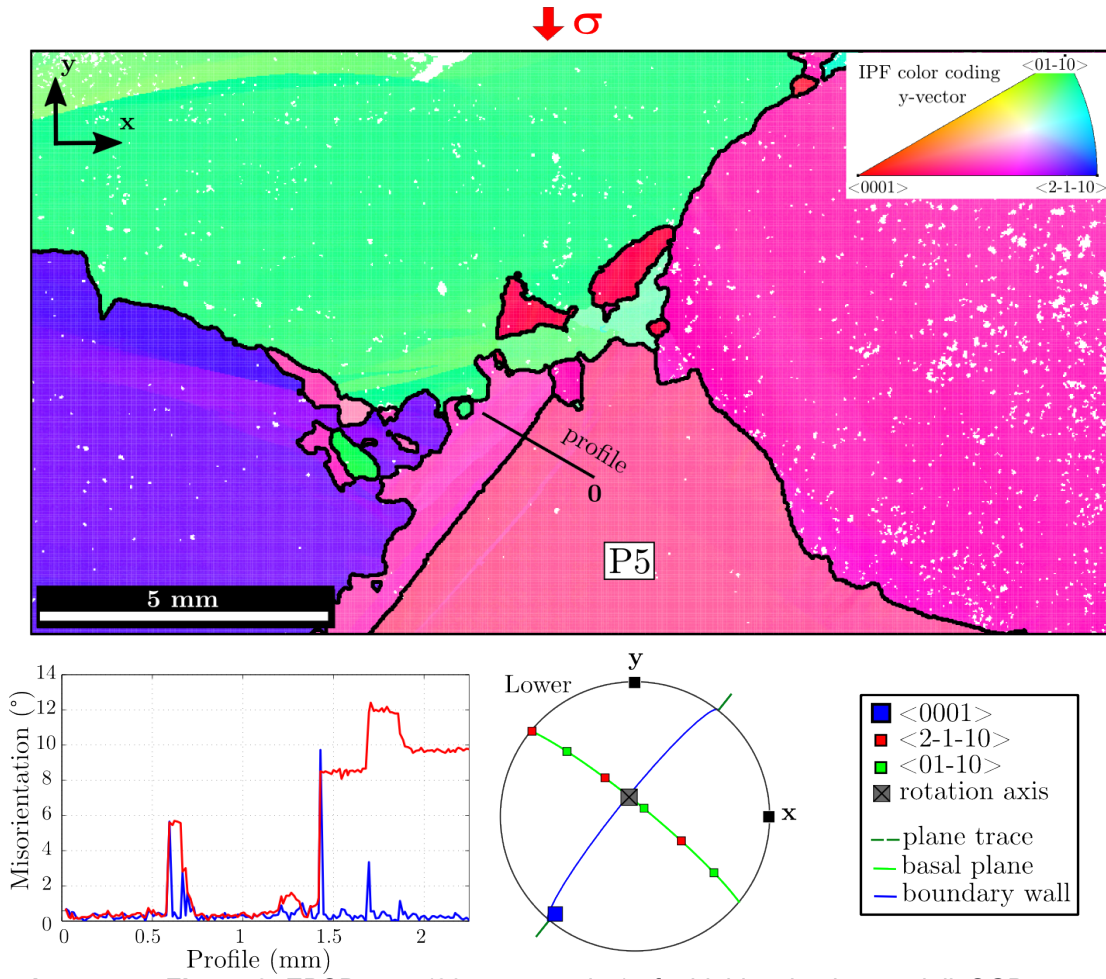 σ
y
x
IPF color coding
y-vector
<01-10>
<0001>
<2-1-10>
profile
0
P5
5 mm
Misorientation (°)
14
12
10
8
6
4
2
0
0
0.5
1
1.5
2
Profile (mm)
Lower
y
x
<0001>
<2-1-10>
<01-10>
rotation axis
plane trace
basal plane
boundary wall